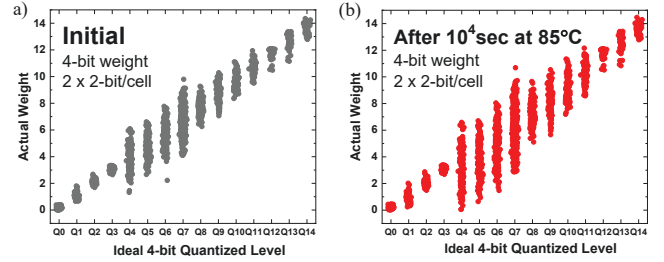 a)
Initial
4-bit weight
2 x 2-bit/cell
Actual Weight
14
12
10
8
6
4
2
0
Q0 Q1 Q2 Q3 Q4 Q5 Q6 Q7 Q8 Q9 Q10 Q11 Q12 Q13 Q14
Ideal 4-bit Quantized Level
b)
After 10⁴sec at 85ºC
4-bit weight
2 x 2-bit/cell
Actual Weight
14
12
10
8
6
4
2
0
Q0 Q1 Q2 Q3 Q4 Q5 Q6 Q7 Q8 Q9 Q10 Q11 Q12 Q13 Q14
Ideal 4-bit Quantized Level